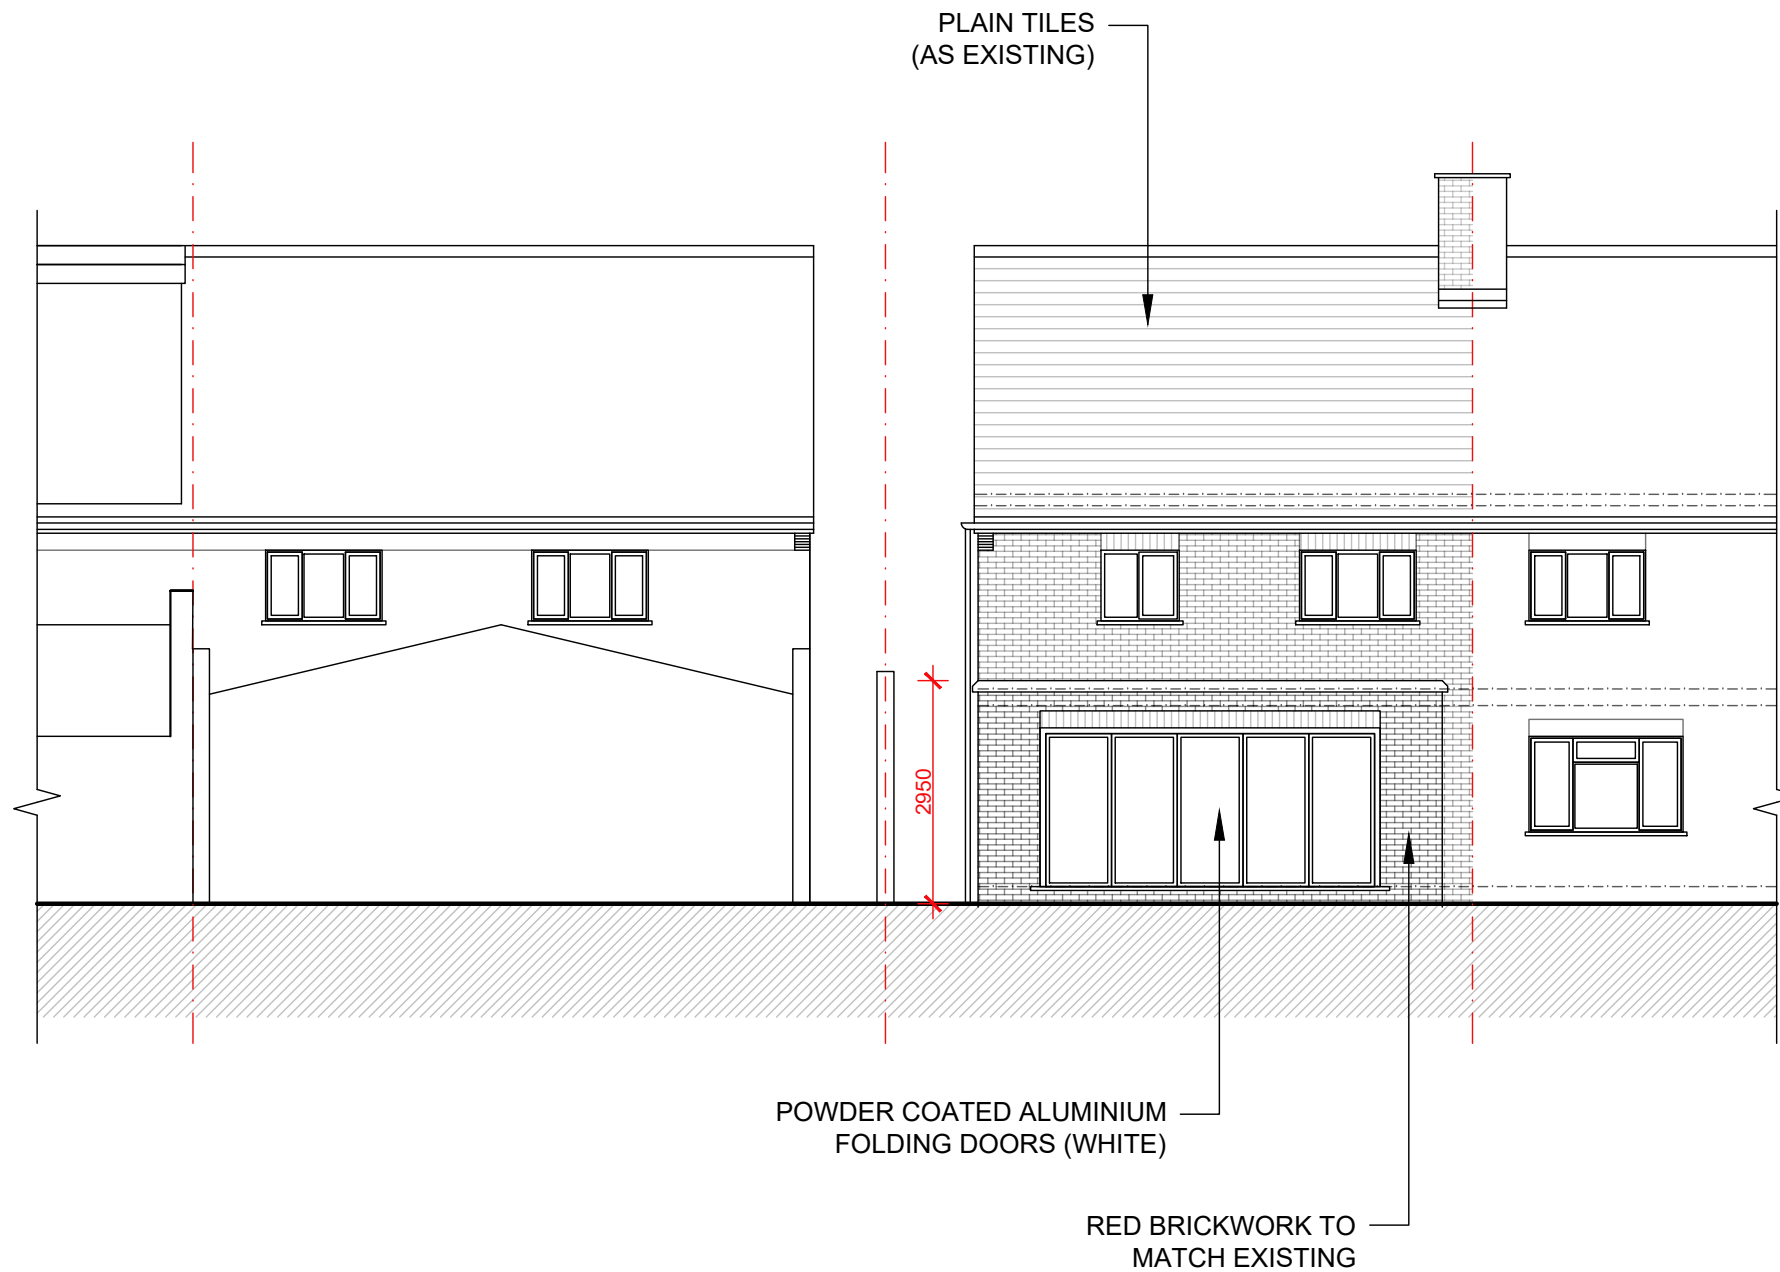 PLAIN TILES
(AS EXISTING)
2950
POWDER COATED ALUMINIUM
FOLDING DOORS (WHITE)
RED BRICKWORK TO
MATCH EXISTING